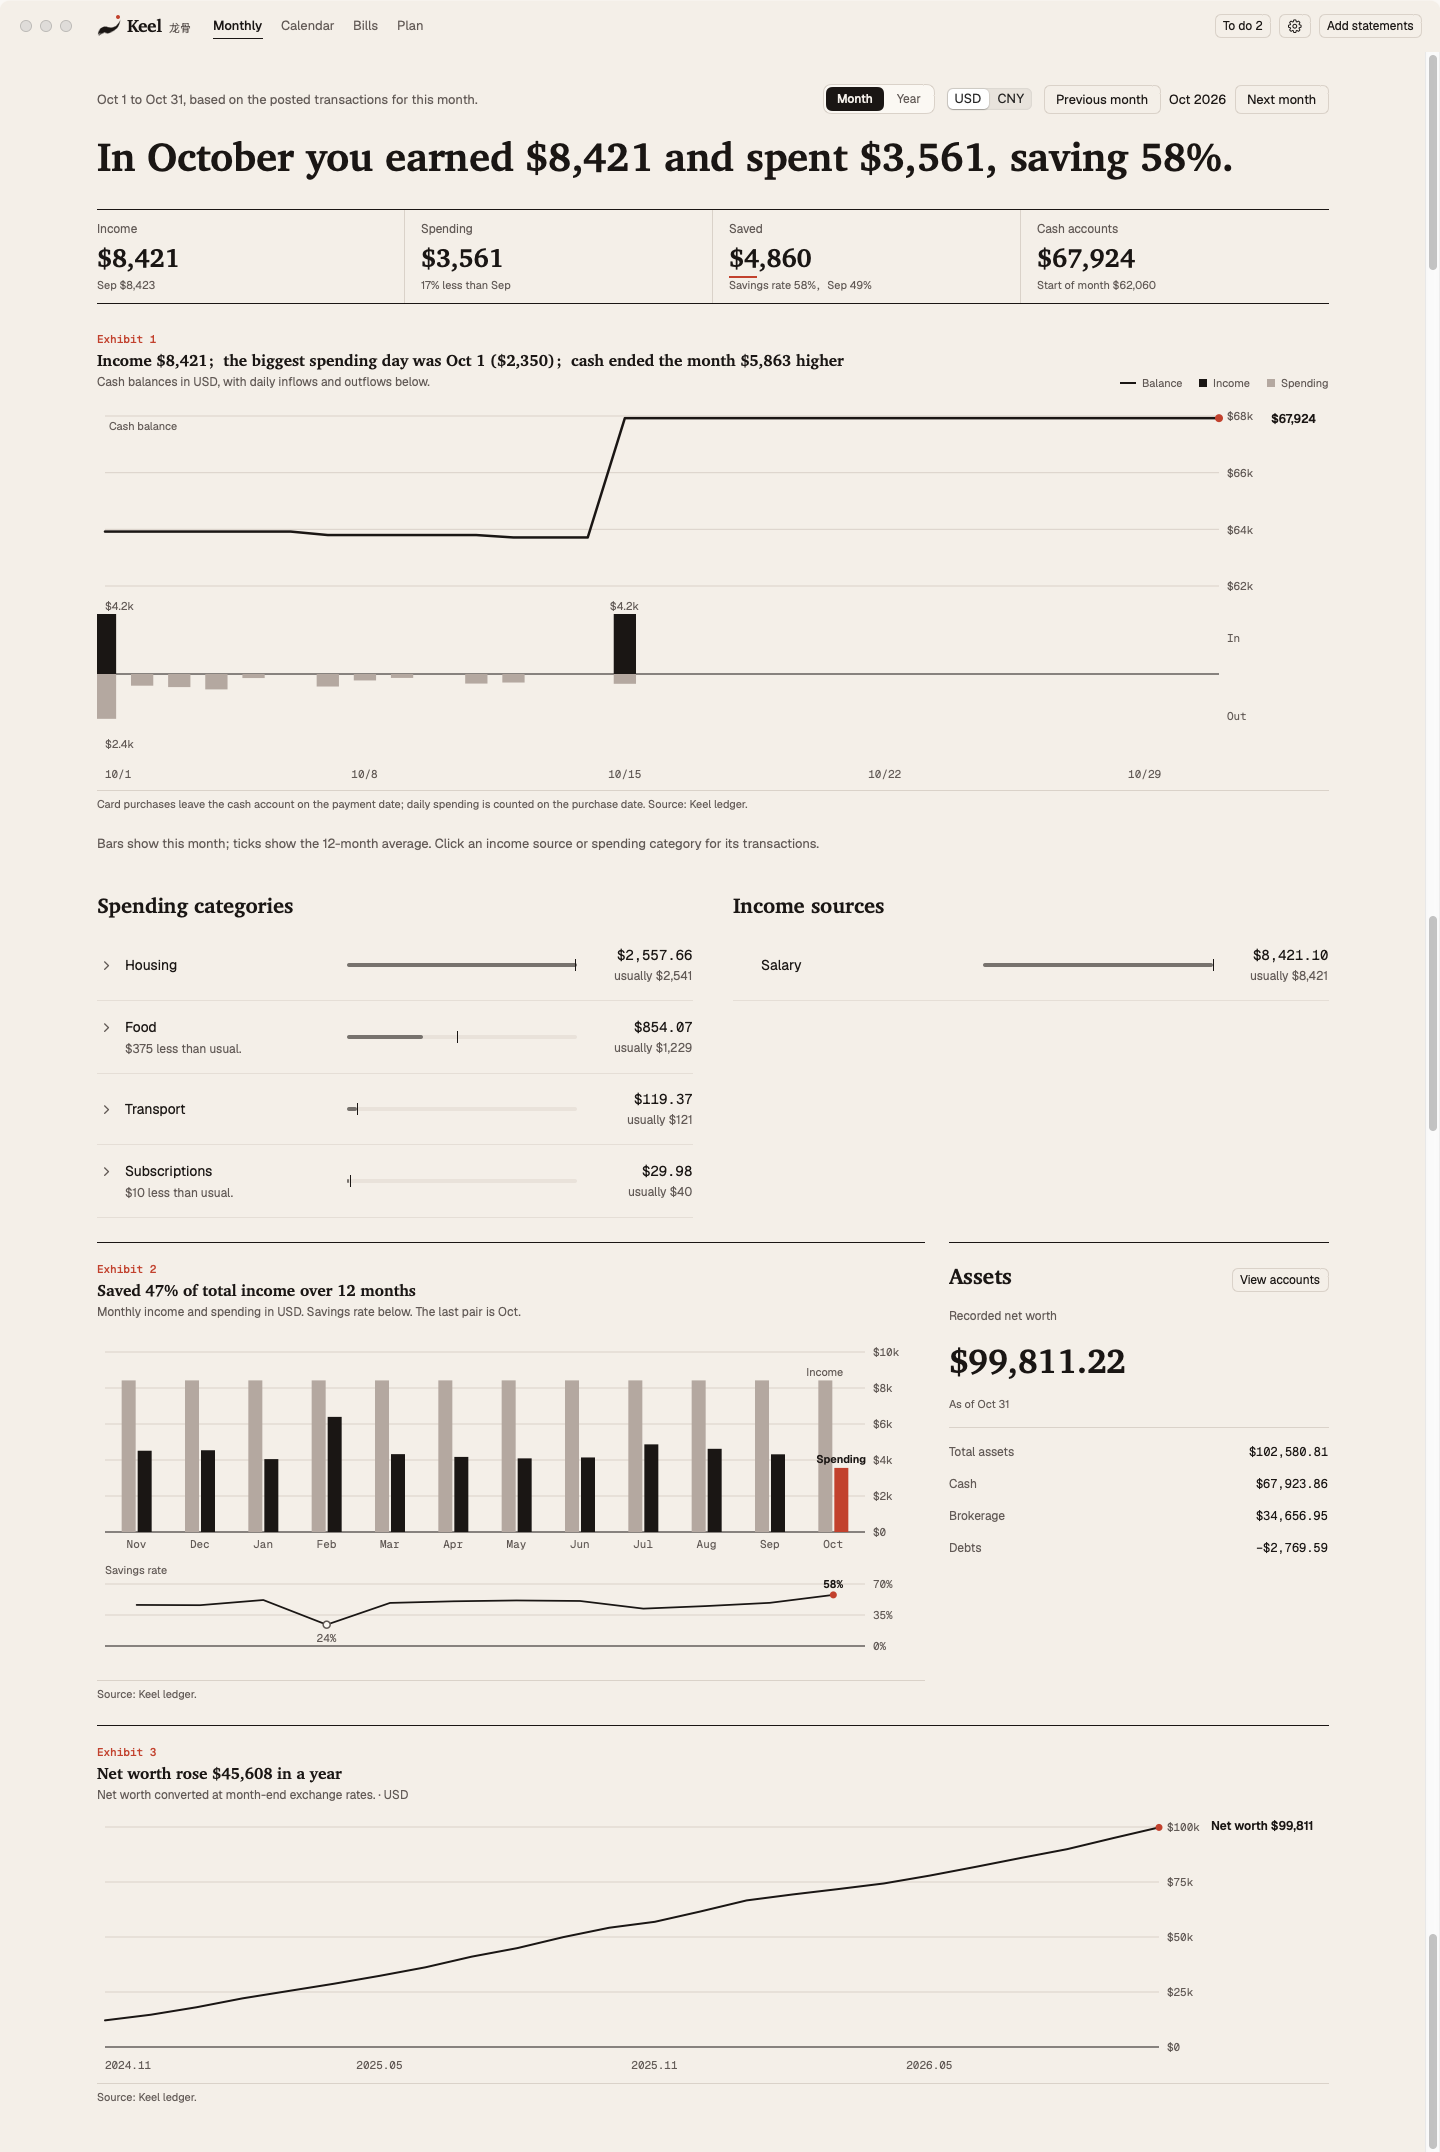 Keel 龙骨 Monthly Calendar Bills Plan To do 2 Add statements
Oct 1 to Oct 31, based on the posted transactions for this month. Month Year USD CNY Previous month Oct 2026 Next month
In October you earned $8,421 and spent $3,561, saving 58%.
Income
$8,421
Sep $8,423
Spending
$3,561
17% less than Sep
Saved
$4,860
Savings rate 58%, Sep 49%
Cash accounts
$67,924
Start of month $62,060
Exhibit 1
Income $8,421; the biggest spending day was Oct 1 ($2,350); cash ended the month $5,863 higher
Cash balances in USD, with daily inflows and outflows below.
Balance Income Spending
Cash balance
$68k $67,924
$66k
$64k
$62k
$4.2k $4.2k
In
Out
$2.4k
10/1 10/8 10/15 10/22 10/29
Card purchases leave the cash account on the payment date; daily spending is counted on the purchase date. Source: Keel ledger.
Bars show this month; ticks show the 12-month average. Click an income source or spending category for its transactions.
Spending categories
Housing $2,557.66
usually $2,541
Food $854.07
$375 less than usual. usually $1,229
Transport $119.37
usually $121
Subscriptions $29.98
$10 less than usual. usually $40
Income sources
Salary $8,421.10
usually $8,421
Exhibit 2
Saved 47% of total income over 12 months
Monthly income and spending in USD. Savings rate below. The last pair is Oct.
$10k
Income
$8k
$6k
Spending $4k
$2k
$0
Nov Dec Jan Feb Mar Apr May Jun Jul Aug Sep Oct
Savings rate
58% 70%
35%
24%
0%
Source: Keel ledger.
Assets View accounts
Recorded net worth
$99,811.22
As of Oct 31
Total assets $102,580.81
Cash $67,923.86
Brokerage $34,656.95
Debts −$2,769.59
Exhibit 3
Net worth rose $45,608 in a year
Net worth converted at month-end exchange rates. · USD
$100k Net worth $99,811
$75k
$50k
$25k
$0
2024.11 2025.05 2025.11 2026.05
Source: Keel ledger.